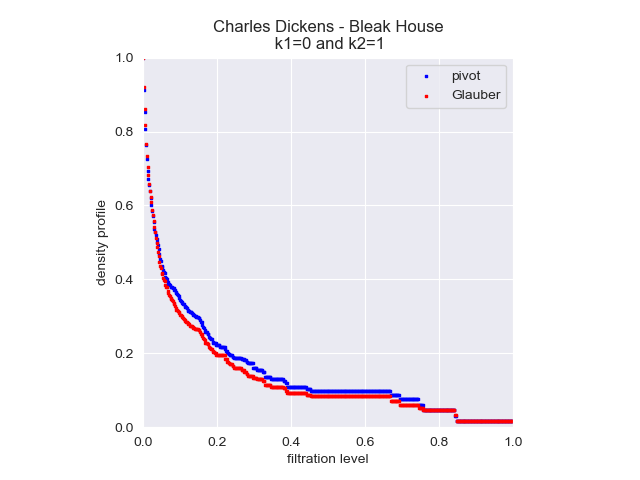 Charles Dickens - Bleak House
k1=0 and k2=1
pivot
Glauber
1.0
0.8
0.6
0.4
0.2
0.0
density profile
0.0 0.2 0.4 0.6 0.8 1.0
filtration level